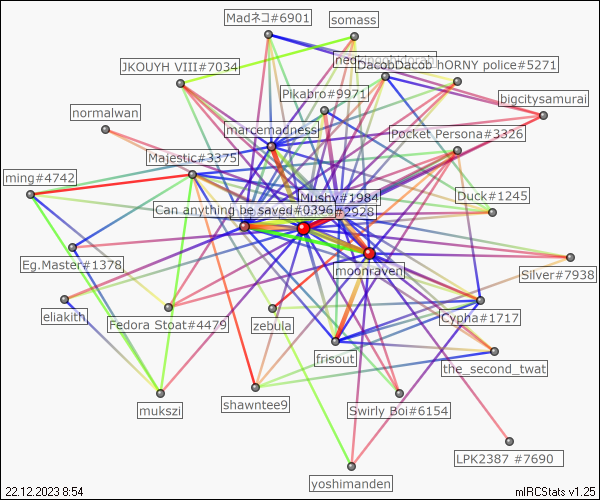 Madネコ#6901
somass
DacobDacob hORNY police#5271
JKOUYH VIII#7034
Pikabro#9971
bigcitysamurai
normalwan
marcemadness
Pocket Persona#3326
Majestic#3375
ming#4742
Mushy#1984
Duck#1245
Can anything be saved#0396
#2928
Eg.Master#1378
moonraven
Silver#7938
eliakith
Fedora Stoat#4479
zebula
Cypha#1717
frisout
the_second_twat
mukszi
shawntee9
Swirly Boi#6154
LPK2387 #7690
yoshimanden
22.12.2023 8:54
mIRCStats v1.25